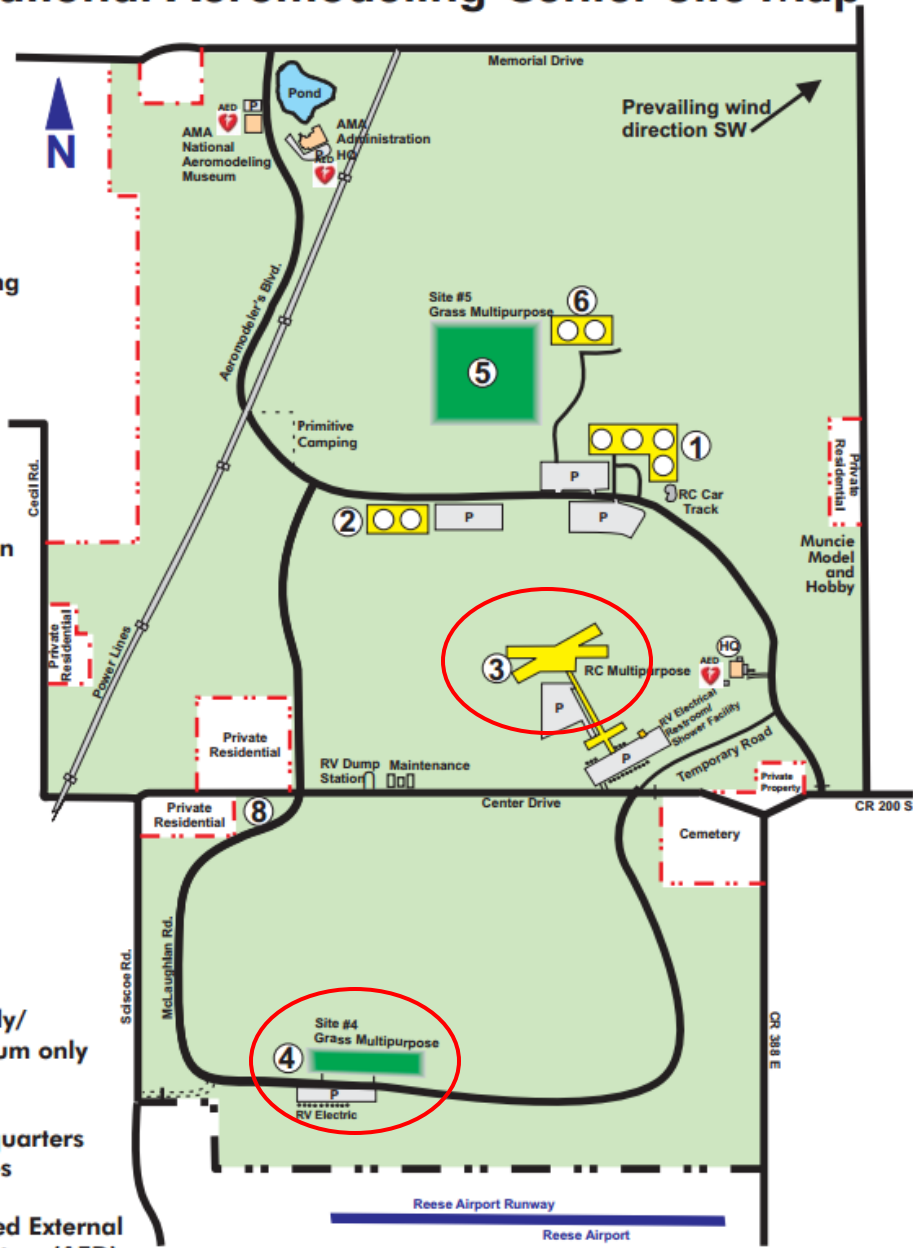 National Aeromodeling Center Site Map
Memorial Drive
Prevailing wind
direction SW
N
Pond
AED
P
AMA
National
Aeromodeling
Museum
AMA
Administration
HQ
P
AED
ng
Aeromodeler's Blvd.
Site #5
Grass Multipurpose
6
5
Primitive
Camping
1
P
RC Car
Track
2
P
P
Cecil Rd.
n
Private
Residential
Muncie
Model
and
Hobby
Private
Residential
Power Lines
3
RC Multipurpose
HQ
AED
P
RV Electrical
Restroom/
Shower Facility
P
Temporary Road
Private
Residential
RV Dump
Station
Maintenance
Private
Property
Center Drive
CR 200 S
Private
Residential
8
Cemetery
Sciscoe Rd.
McLaughlan Rd.
CR 388 E
ly/
um only
Site #4
Grass Multipurpose
4
P
RV Electric
quarters
es
ed External
Reese Airport Runway
Reese Airport